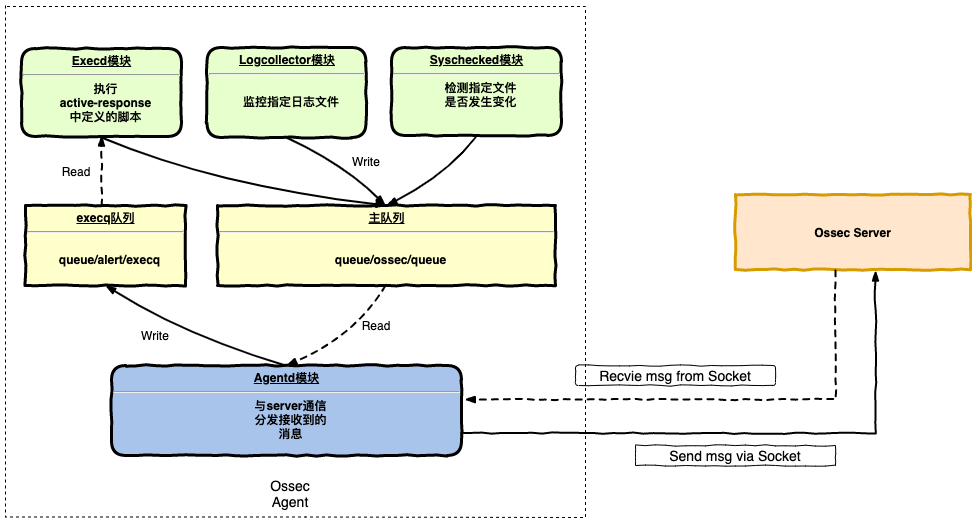 Execd模块
执行
active-response
中定义的脚本
Logcollector模块
监控指定日志文件
Syschecked模块
检测指定文件
是否发生变化
Read
Write
execq队列
queue/alert/execq
主队列
queue/ossec/queue
Ossec Server
Write
Read
Agentd模块
与server通信
分发接收到的
消息
Recvie msg from Socket
Send msg via Socket
Ossec
Agent